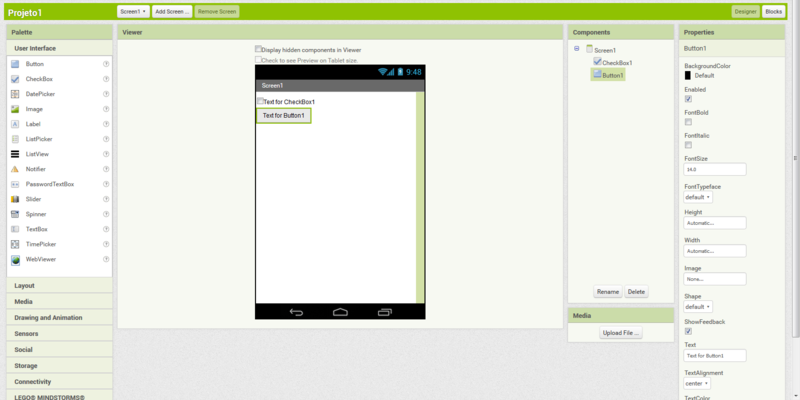 Projeto1
Screen1
Add Screen ...
Remove Screen
Designer
Blocks
Palette
User Interface
Button
CheckBox
DatePicker
Image
Label
ListPicker
ListView
Notifier
PasswordTextBox
Slider
Spinner
TextBox
TimePicker
WebViewer
Layout
Media
Drawing and Animation
Sensors
Social
Storage
Connectivity
LEGO® MINDSTORMS®
Viewer
Display hidden components in Viewer
Check to see Preview on Tablet size.
9:48
Screen1
Text for CheckBox1
Text for Button1
Components
Screen1
CheckBox1
Button1
Rename
Delete
Media
Upload File ...
Properties
Button1
BackgroundColor
Default
Enabled
FontBold
FontItalic
FontSize
14.0
FontTypeface
default
Height
Automatic...
Width
Automatic...
Image
None...
Shape
default
ShowFeedback
Text
Text for Button1
TextAlignment
center
TextColor